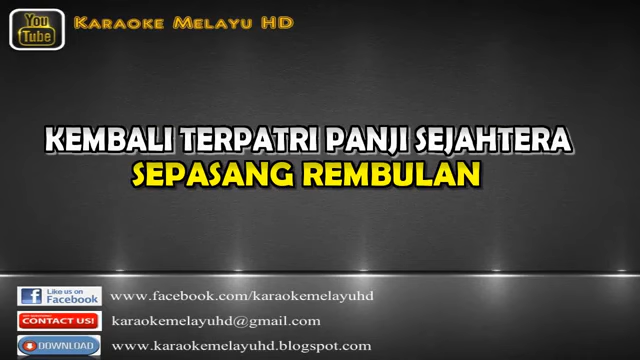 You
Tube
Karaoke Melayu HD
KEMBALI TERPATRI PANJI SEJAHTERA
SEPASANG REMBULAN
f Like us on
Facebook
www.facebook.com/karaokemelayuhd
CONTACT US!
karaokemelayuhd@gmail.com
DOWNLOAD
www.karaokemelayuhd.blogspot.com